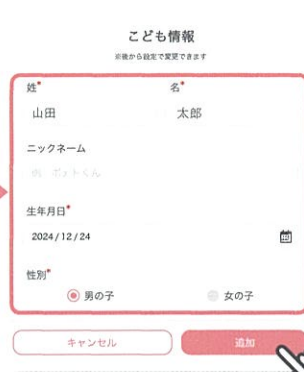 こども情報
※後から設定で変更できます
姓* 名*
山田 太郎
ニックネーム
例 ポストくん
生年月日*
2024/12/24
性別*
男の子 女の子
キャンセル 追加